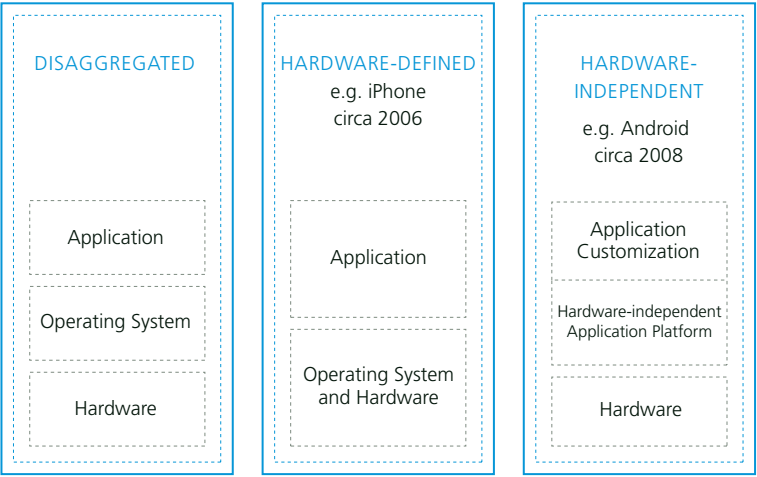 DISAGGREGATED
Application
Operating System
Hardware
HARDWARE-DEFINED
e.g. iPhone
circa 2006
Application
Operating System
and Hardware
HARDWARE-
INDEPENDENT
e.g. Android
circa 2008
Application
Customization
Hardware-independent
Application Platform
Hardware